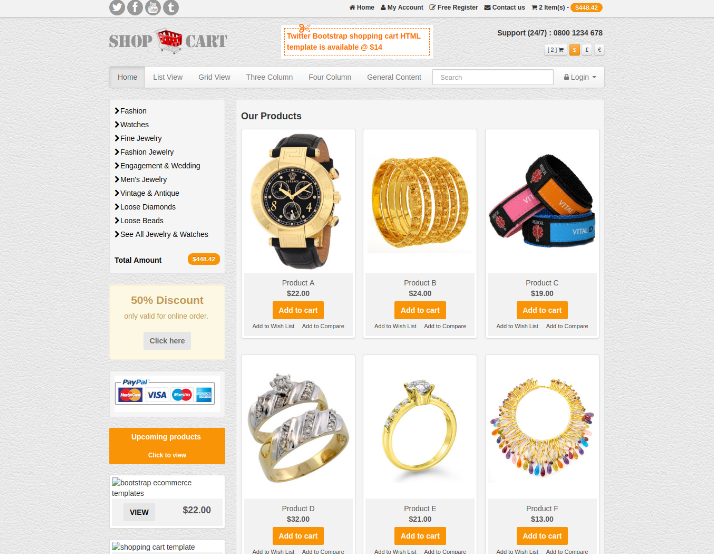 Home My Account Free Register Contact us 2 Item(s) - $448.42
SHOP CART
Twitter Bootstrap shopping cart HTML
template is available @ $14
Support (24/7) : 0800 1234 678
[ 2 ] $ £ €
Home List View Grid View Three Column Four Column General Content Search Login
Fashion
Watches
Fine Jewelry
Fashion Jewelry
Engagement & Wedding
Men's Jewelry
Vintage & Antique
Loose Diamonds
Loose Beads
See All Jewelry & Watches
Total Amount $448.42
50% Discount
only valid for online order.
Click here
PayPal
MasterCard VISA Maestro
Upcoming products
Click to view
bootstrap ecommerce
templates
VIEW $22.00
shopping cart template
Our Products
VITAL
VITAL ID
Product A
$22.00
Add to cart
Add to Wish List Add to Compare
Product B
$24.00
Add to cart
Add to Wish List Add to Compare
Product C
$19.00
Add to cart
Add to Wish List Add to Compare
Product D
$32.00
Add to cart
Add to Wish List Add to Compare
Product E
$21.00
Add to cart
Add to Wish List Add to Compare
Product F
$13.00
Add to cart
Add to Wish List Add to Compare